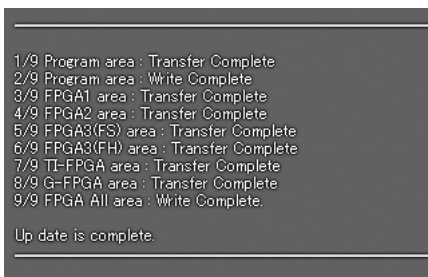 1/9 Program area : Transfer Complete
2/9 Program area : Write Complete
3/9 FPGA1 area : Transfer Complete
4/9 FPGA2 area : Transfer Complete
5/9 FPGA3(FS) area : Transfer Complete
6/9 FPGA3(FH) area : Transfer Complete
7/9 TI-FPGA area : Transfer Complete
8/9 G-FPGA area : Transfer Complete
9/9 FPGA All area : Write Complete.
Up date is complete.